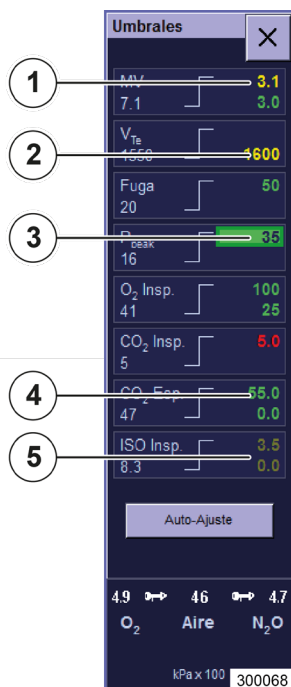 Umbrales
1
MV 3.1
7.1 3.0
V Te
2
1550 1600
Fuga 50
20
3
P peak 35
16
O2 Insp. 100
41 25
CO2 Insp. 5.0
5
4
CO2 Esp. 55.0
47 0.0
5
ISO Insp. 3.5
8.3 0.0
Auto-Ajuste
4.9 46 4.7
O2 Aire N2O
kPa x 100
300068